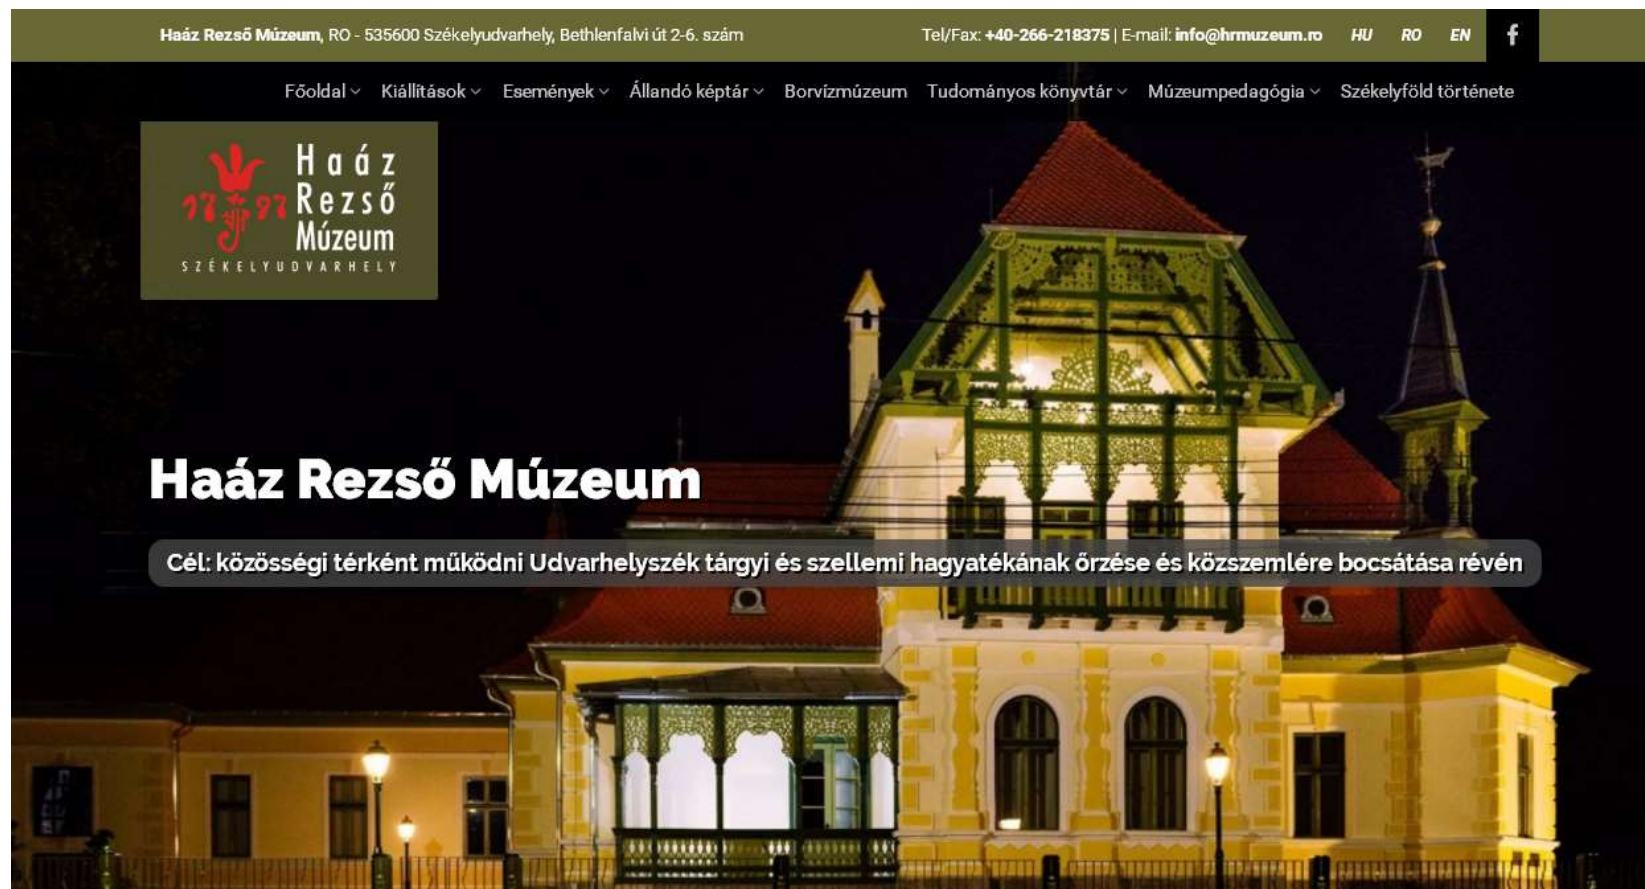 Haáz Rezső Múzeum, RO - 535600 Székelyudvarhely, Bethlenfalvi út 2-6. szám
Tel/Fax: +40-266-218375 | E-mail: info@hrmuzeum.ro HU RO EN f
Főoldal Kiállítások Események Állandó képtár Borvízmúzeum Tudományos könyvtár Múzeumpedagógia Székelyföld története
Haáz
Rezső
Múzeum
1797
SZÉKELYUDVARHELY
Haáz Rezső Múzeum
Cél: közösségi térként működni Udvarhelyszék tárgyi és szellemi hagyatékának őrzése és közszemlére bocsátása révén